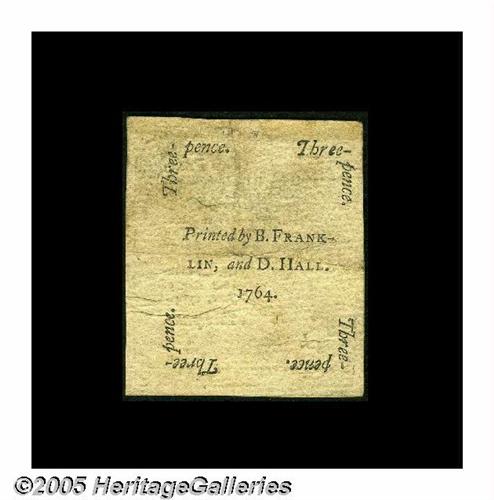 Three-
pence.
Three-
pence.
Printed by B. FRANK-
LIN, and D. HALL.
1764.
Three-
pence.
Three-
pence.
©2005 HeritageGalleries